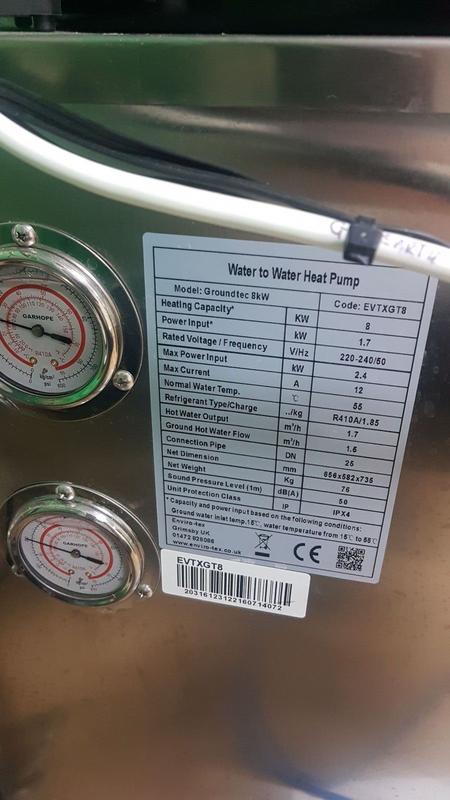 Water to Water Heat Pump
Model: Groundtec 8kW Code: EVTXGT8
Heating Capacity* KW 8
Power Input* KW 1.7
Rated Voltage / Frequency V/Hz 220-240/50
Max Power Input kW 2.4
Max Current A 12
Normal Water Temp. ℃ 55
Refrigerant Type/Charge ../kg R410A/1.85
Hot Water Output m³/h 1.7
Ground Hot Water Flow m³/h 1.5
Connection Pipe DN 25
Net Dimension mm 656x582x735
Net Weight Kg 76
Sound Pressure Level (1m) dB(A) 50
Unit Protection Class IP IPX4
* Capacity and power input based on the following conditions:
Ground water inlet temp.15℃, water temperature from 15℃ to 55℃
Enviro-tex
Grimsby UK
01472 828088
www.enviro-tex.co.uk
CE
EVTXGT8
20316123122160714072
GARHOPE
R410A
GARHOPE